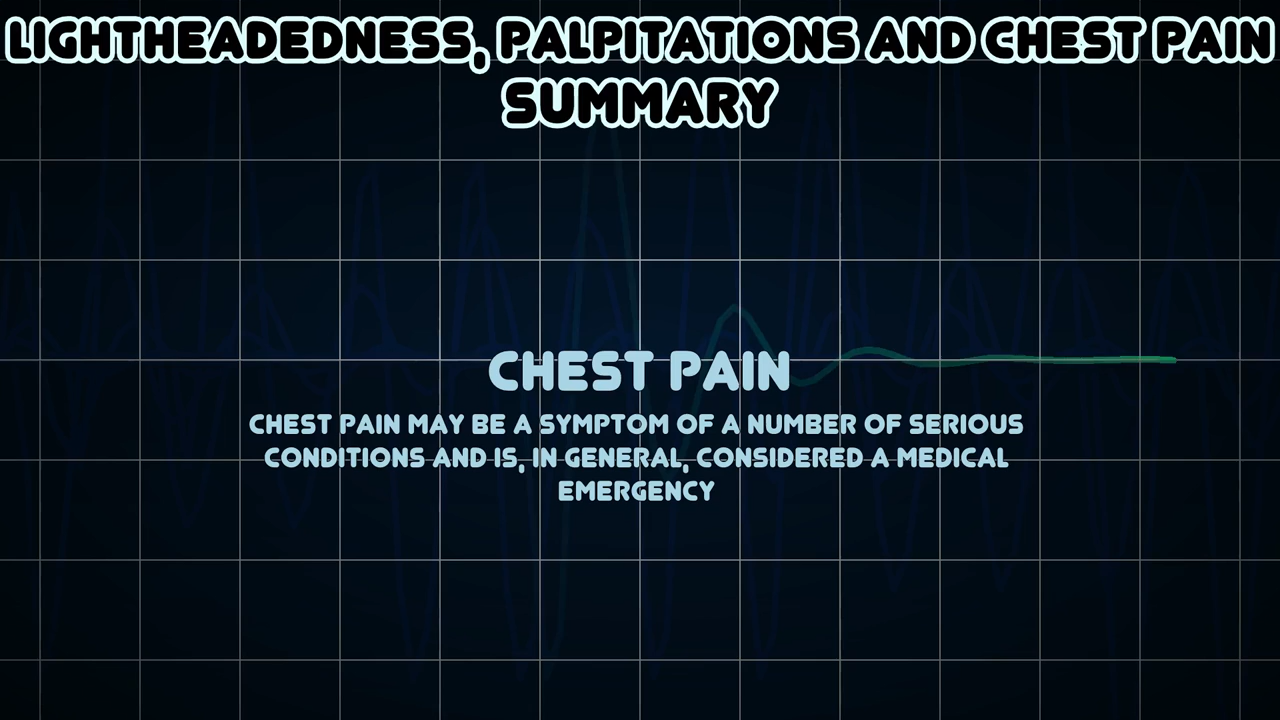 LIGHTHEADEDNESS, PALPITATIONS AND CHEST PAIN
SUMMARY
CHEST PAIN
CHEST PAIN MAY BE A SYMPTOM OF A NUMBER OF SERIOUS
CONDITIONS AND IS, IN GENERAL, CONSIDERED A MEDICAL
EMERGENCY